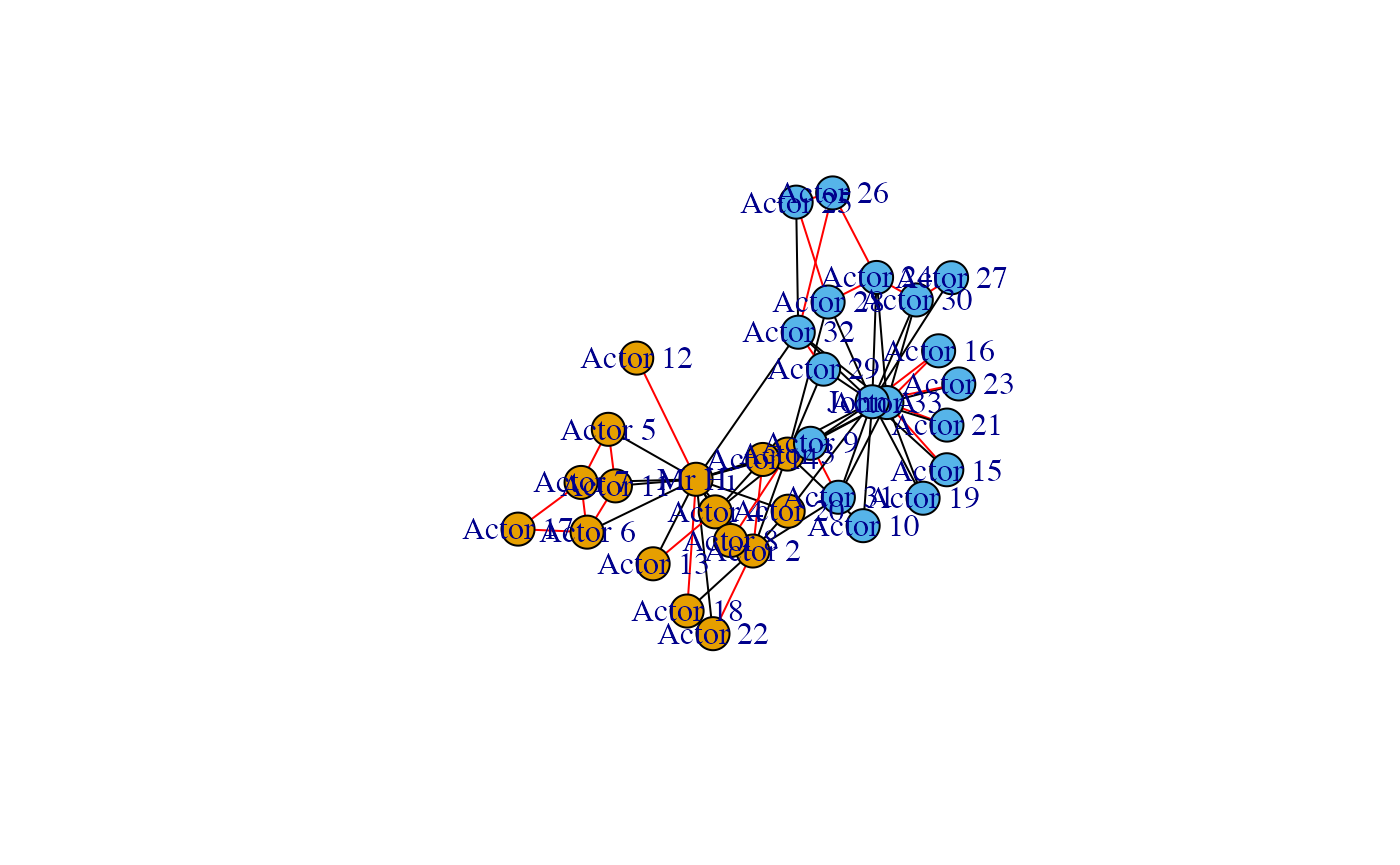 Actor 26
Actor 25
Actor 24
Actor 27
Actor 28
Actor 30
Actor 32
Actor 16
Actor 12
Actor 29
Actor 23
John A
Actor 33
Actor 21
Actor 5
Actor 9
Actor 3
Actor 14
Actor 15
Mr Hi
Actor 7
Actor 11
Actor 31
Actor 19
Actor 4
Actor 20
Actor 10
Actor 17
Actor 6
Actor 8
Actor 2
Actor 13
Actor 18
Actor 22